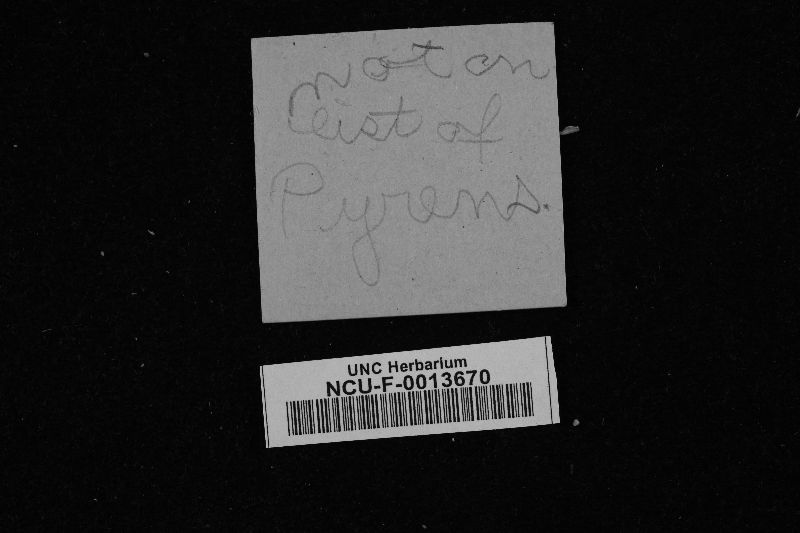 not on
list of
Pyrens.
UNC Herbarium
NCU-F-0013670